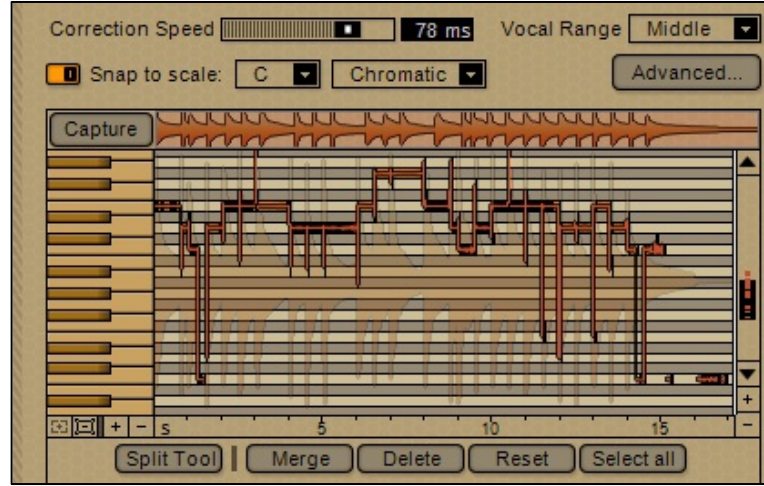 Correction Speed 78 ms Vocal Range Middle
Snap to scale: C Chromatic Advanced...
Capture
+ - s 5 10 15 + -
Split Tool Merge Delete Reset Select all